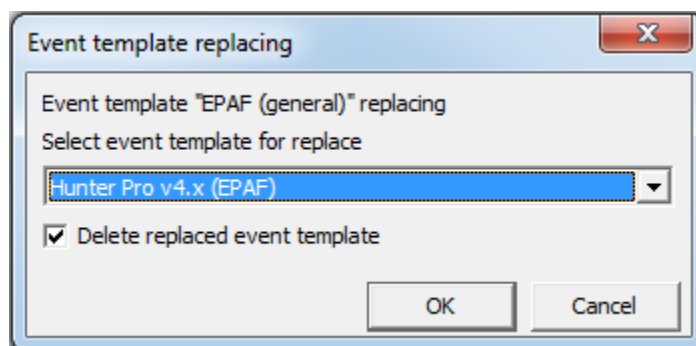 Event template replacing
Event template "EPAF (general)" replacing
Select event template for replace
Hunter Pro v4.x (EPAF)
Delete replaced event template
OK
Cancel